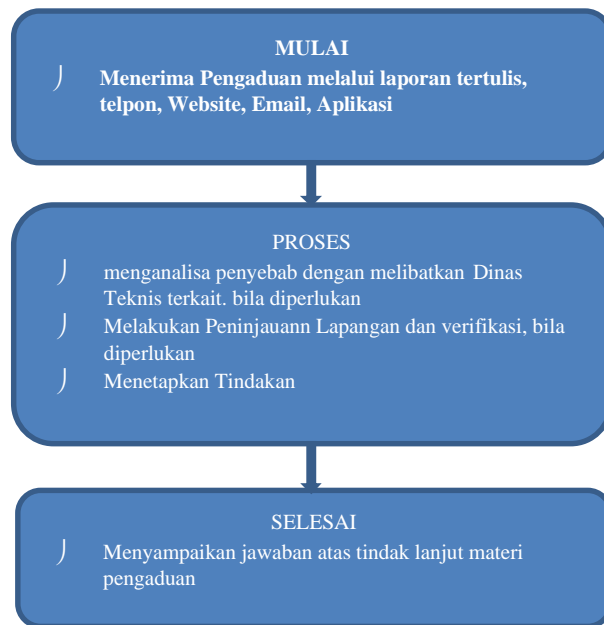 MULAI
Menerima Pengaduan melalui laporan tertulis,
telpon, Website, Email, Aplikasi
PROSES
menganalisa penyebab dengan melibatkan Dinas
Teknis terkait. bila diperlukan
Melakukan Peninjauann Lapangan dan verifikasi, bila
diperlukan
Menetapkan Tindakan
SELESAI
Menyampaikan jawaban atas tindak lanjut materi
pengaduan